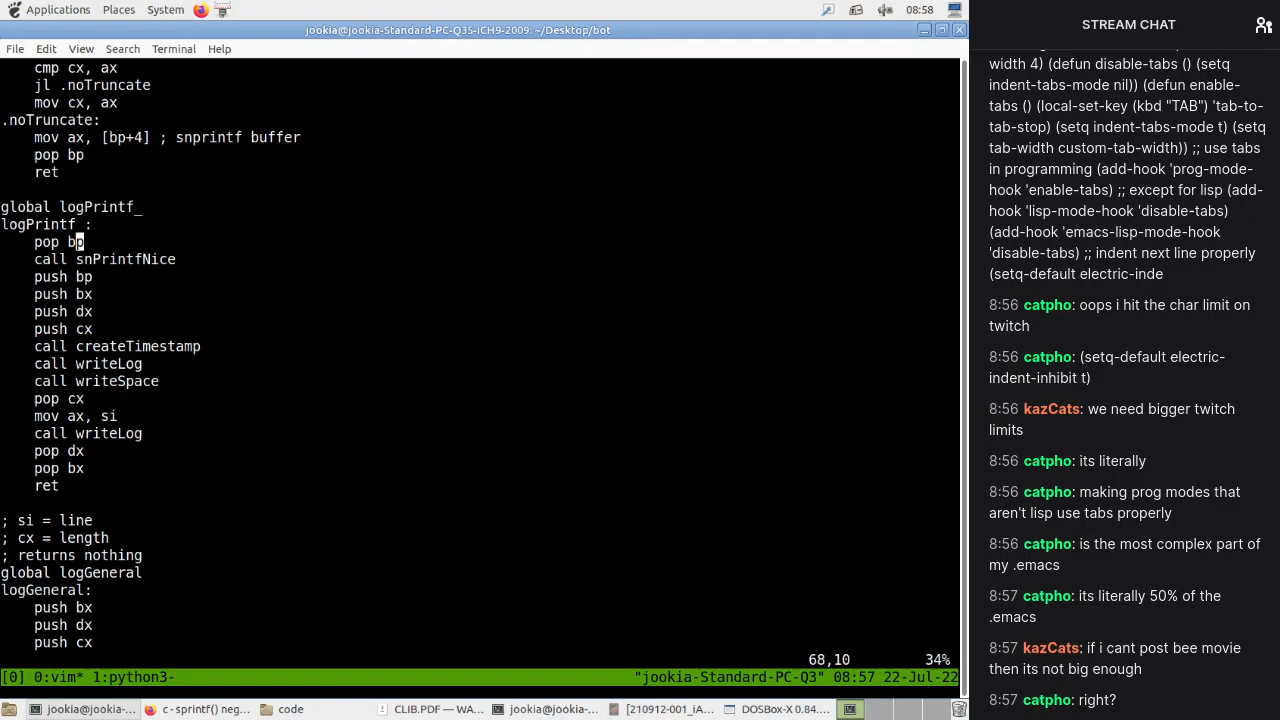 Applications Places System 08:58
jookia@jookia-Standard-PC-Q35-ICH9-2009: ~/Desktop/bot
File Edit View Search Terminal Help
cmp cx, ax
jl .noTruncate
mov cx, ax
.noTruncate:
mov ax, [bp+4] ; snprintf buffer
pop bp
ret
global logPrintf_
logPrintf_:
pop bp
call snPrintfNice
push bp
push bx
push dx
push cx
call createTimestamp
call writeLog
call writeSpace
pop cx
mov ax, si
call writeLog
pop dx
pop bx
ret
; si = line
; cx = length
; returns nothing
global logGeneral
logGeneral:
push bx
push dx
push cx
68,10 34%
[0] 0:vim* 1:python3- "jookia-Standard-PC-Q3" 08:57 22-Jul-22
jookia@jookia-... c - sprintf() neg... code CLIB.PDF — WA... jookia@jookia-... [210912-001_iA... DOSBox-X 0.84...
STREAM CHAT
width 4) (defun disable-tabs () (setq
indent-tabs-mode nil)) (defun enable-
tabs () (local-set-key (kbd "TAB") 'tab-to-
tab-stop) (setq indent-tabs-mode t) (setq
tab-width custom-tab-width)) ;; use tabs
in programming (add-hook 'prog-mode-
hook 'enable-tabs) ;; except for lisp (add-
hook 'lisp-mode-hook 'disable-tabs)
(add-hook 'emacs-lisp-mode-hook
'disable-tabs) ;; indent next line properly
(setq-default electric-inde
8:56 catpho: oops i hit the char limit on
twitch
8:56 catpho: (setq-default electric-
indent-inhibit t)
8:56 kazCats: we need bigger twitch
limits
8:56 catpho: its literally
8:56 catpho: making prog modes that
aren't lisp use tabs properly
8:56 catpho: is the most complex part of
my .emacs
8:57 catpho: its literally 50% of the
.emacs
8:57 kazCats: if i cant post bee movie
then its not big enough
8:57 catpho: right?